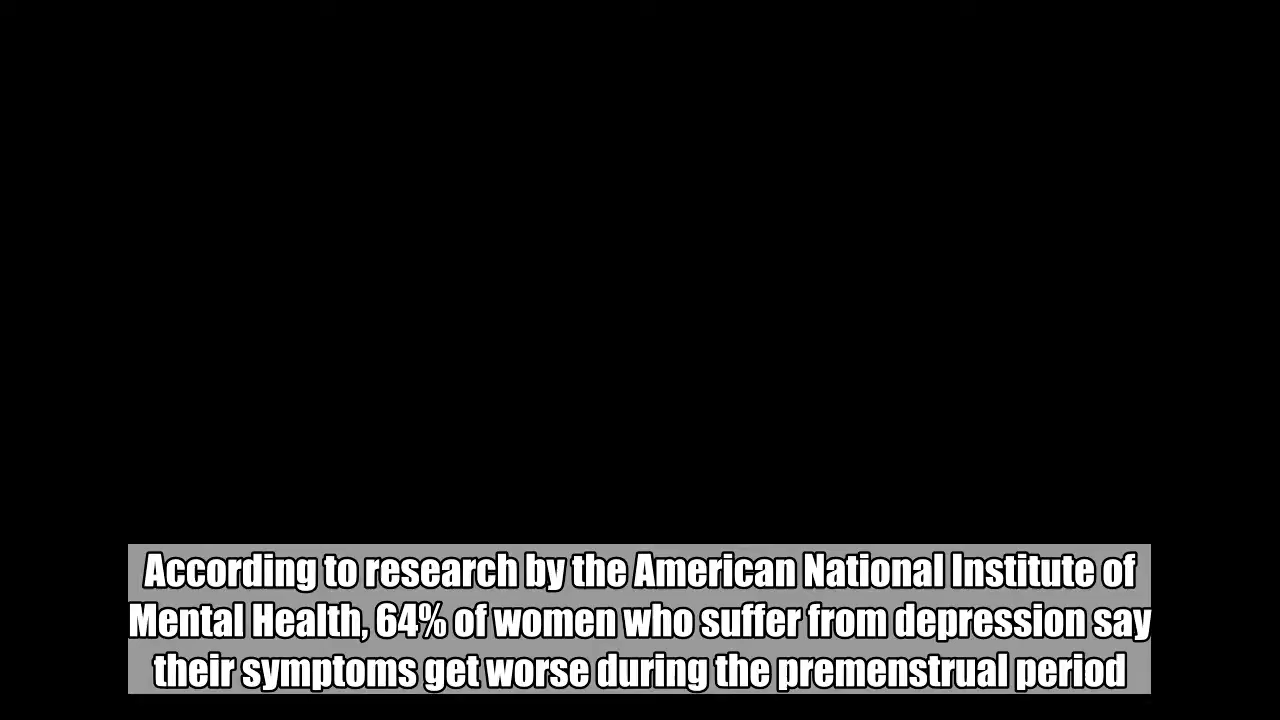 According to research by the American National Institute of
Mental Health, 64% of women who suffer from depression say
their symptoms get worse during the premenstrual period